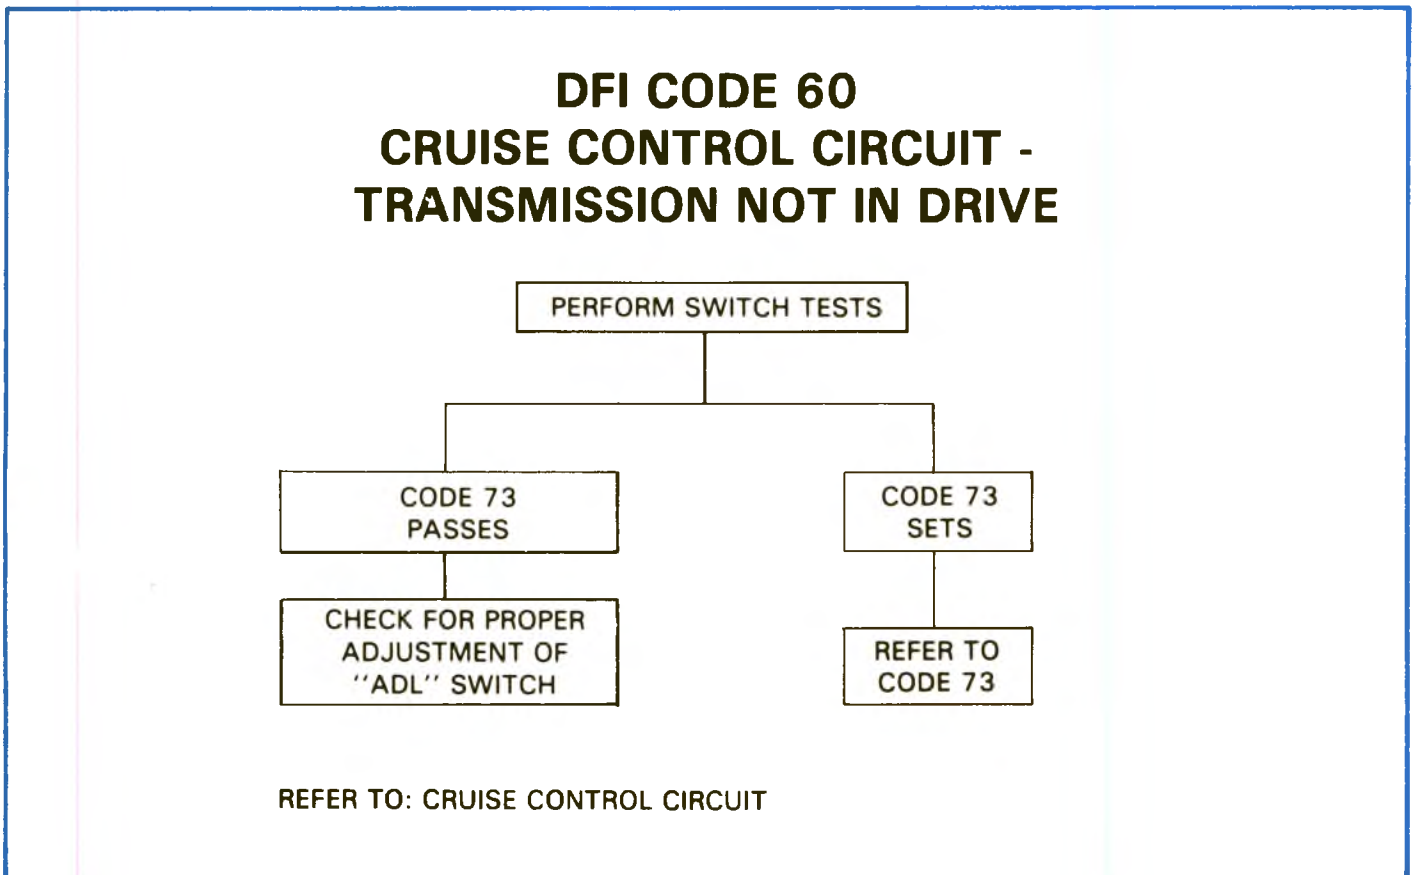 DFI CODE 60
CRUISE CONTROL CIRCUIT -
TRANSMISSION NOT IN DRIVE
PERFORM SWITCH TESTS
CODE 73
PASSES
CHECK FOR PROPER
ADJUSTMENT OF
''ADL'' SWITCH
CODE 73
SETS
REFER TO
CODE 73
REFER TO: CRUISE CONTROL CIRCUIT